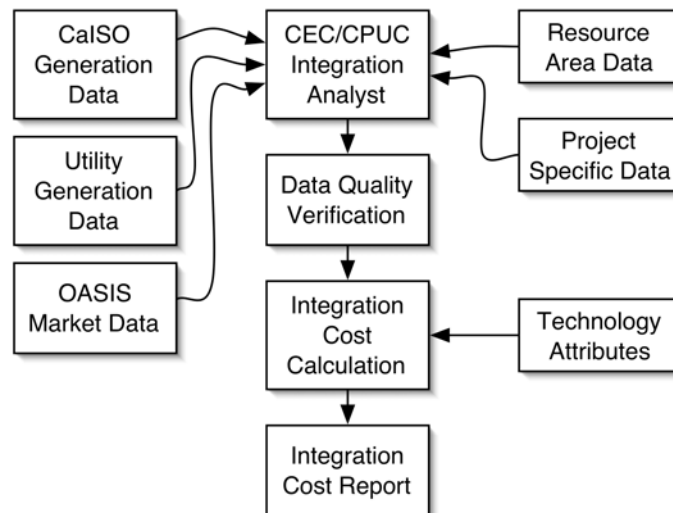 CaISO
Generation
Data
CEC/CPUC
Integration
Analyst
Resource
Area Data
Utility
Generation
Data
Data Quality
Verification
Project
Specific Data
OASIS
Market Data
Integration
Cost
Calculation
Technology
Attributes
Integration
Cost Report